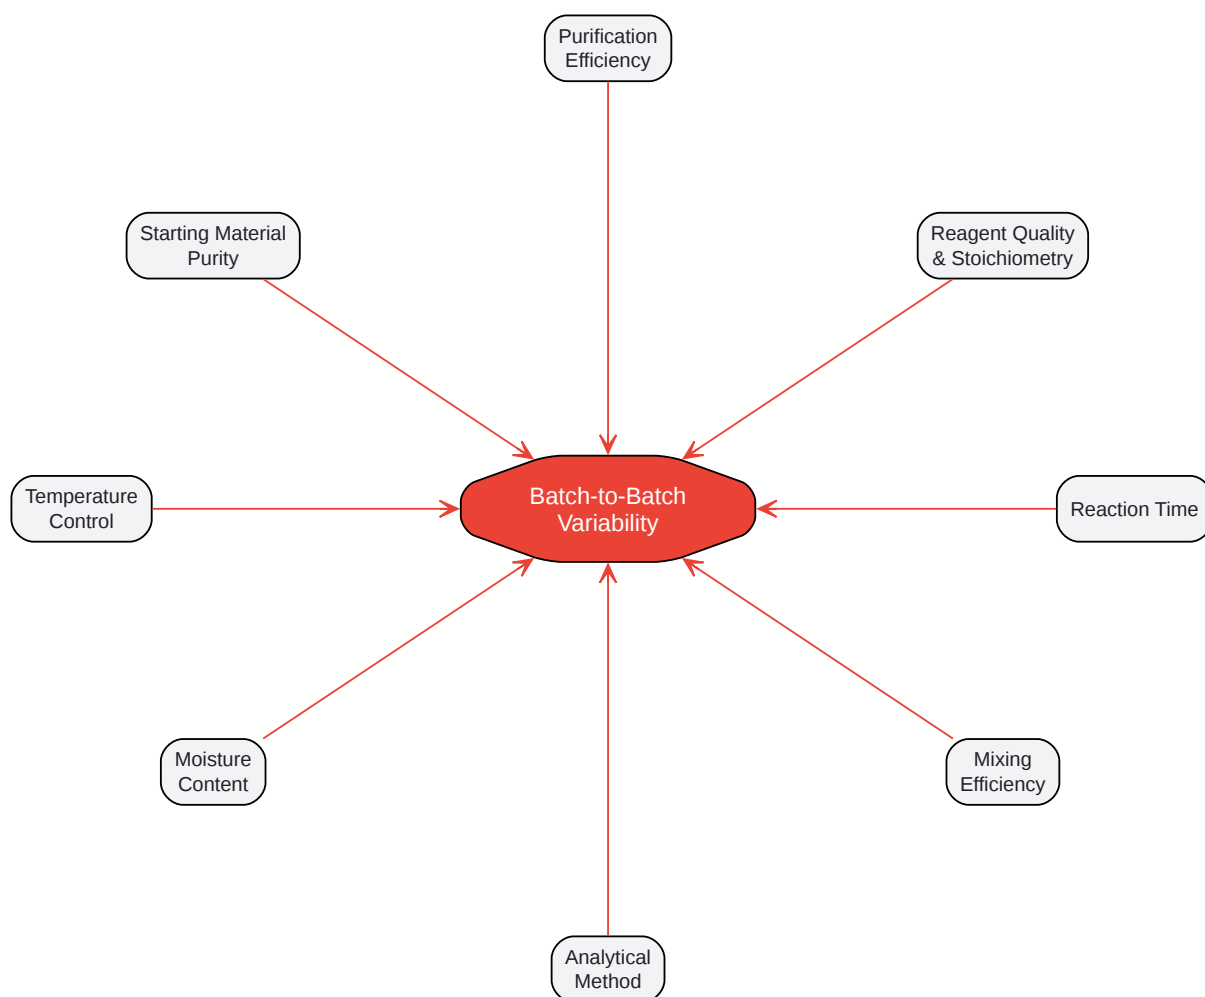 Purification
Efficiency
Starting Material
Purity
Reagent Quality
& Stoichiometry
Temperature
Control
Batch-to-Batch
Variability
Reaction Time
Moisture
Content
Mixing
Efficiency
Analytical
Method